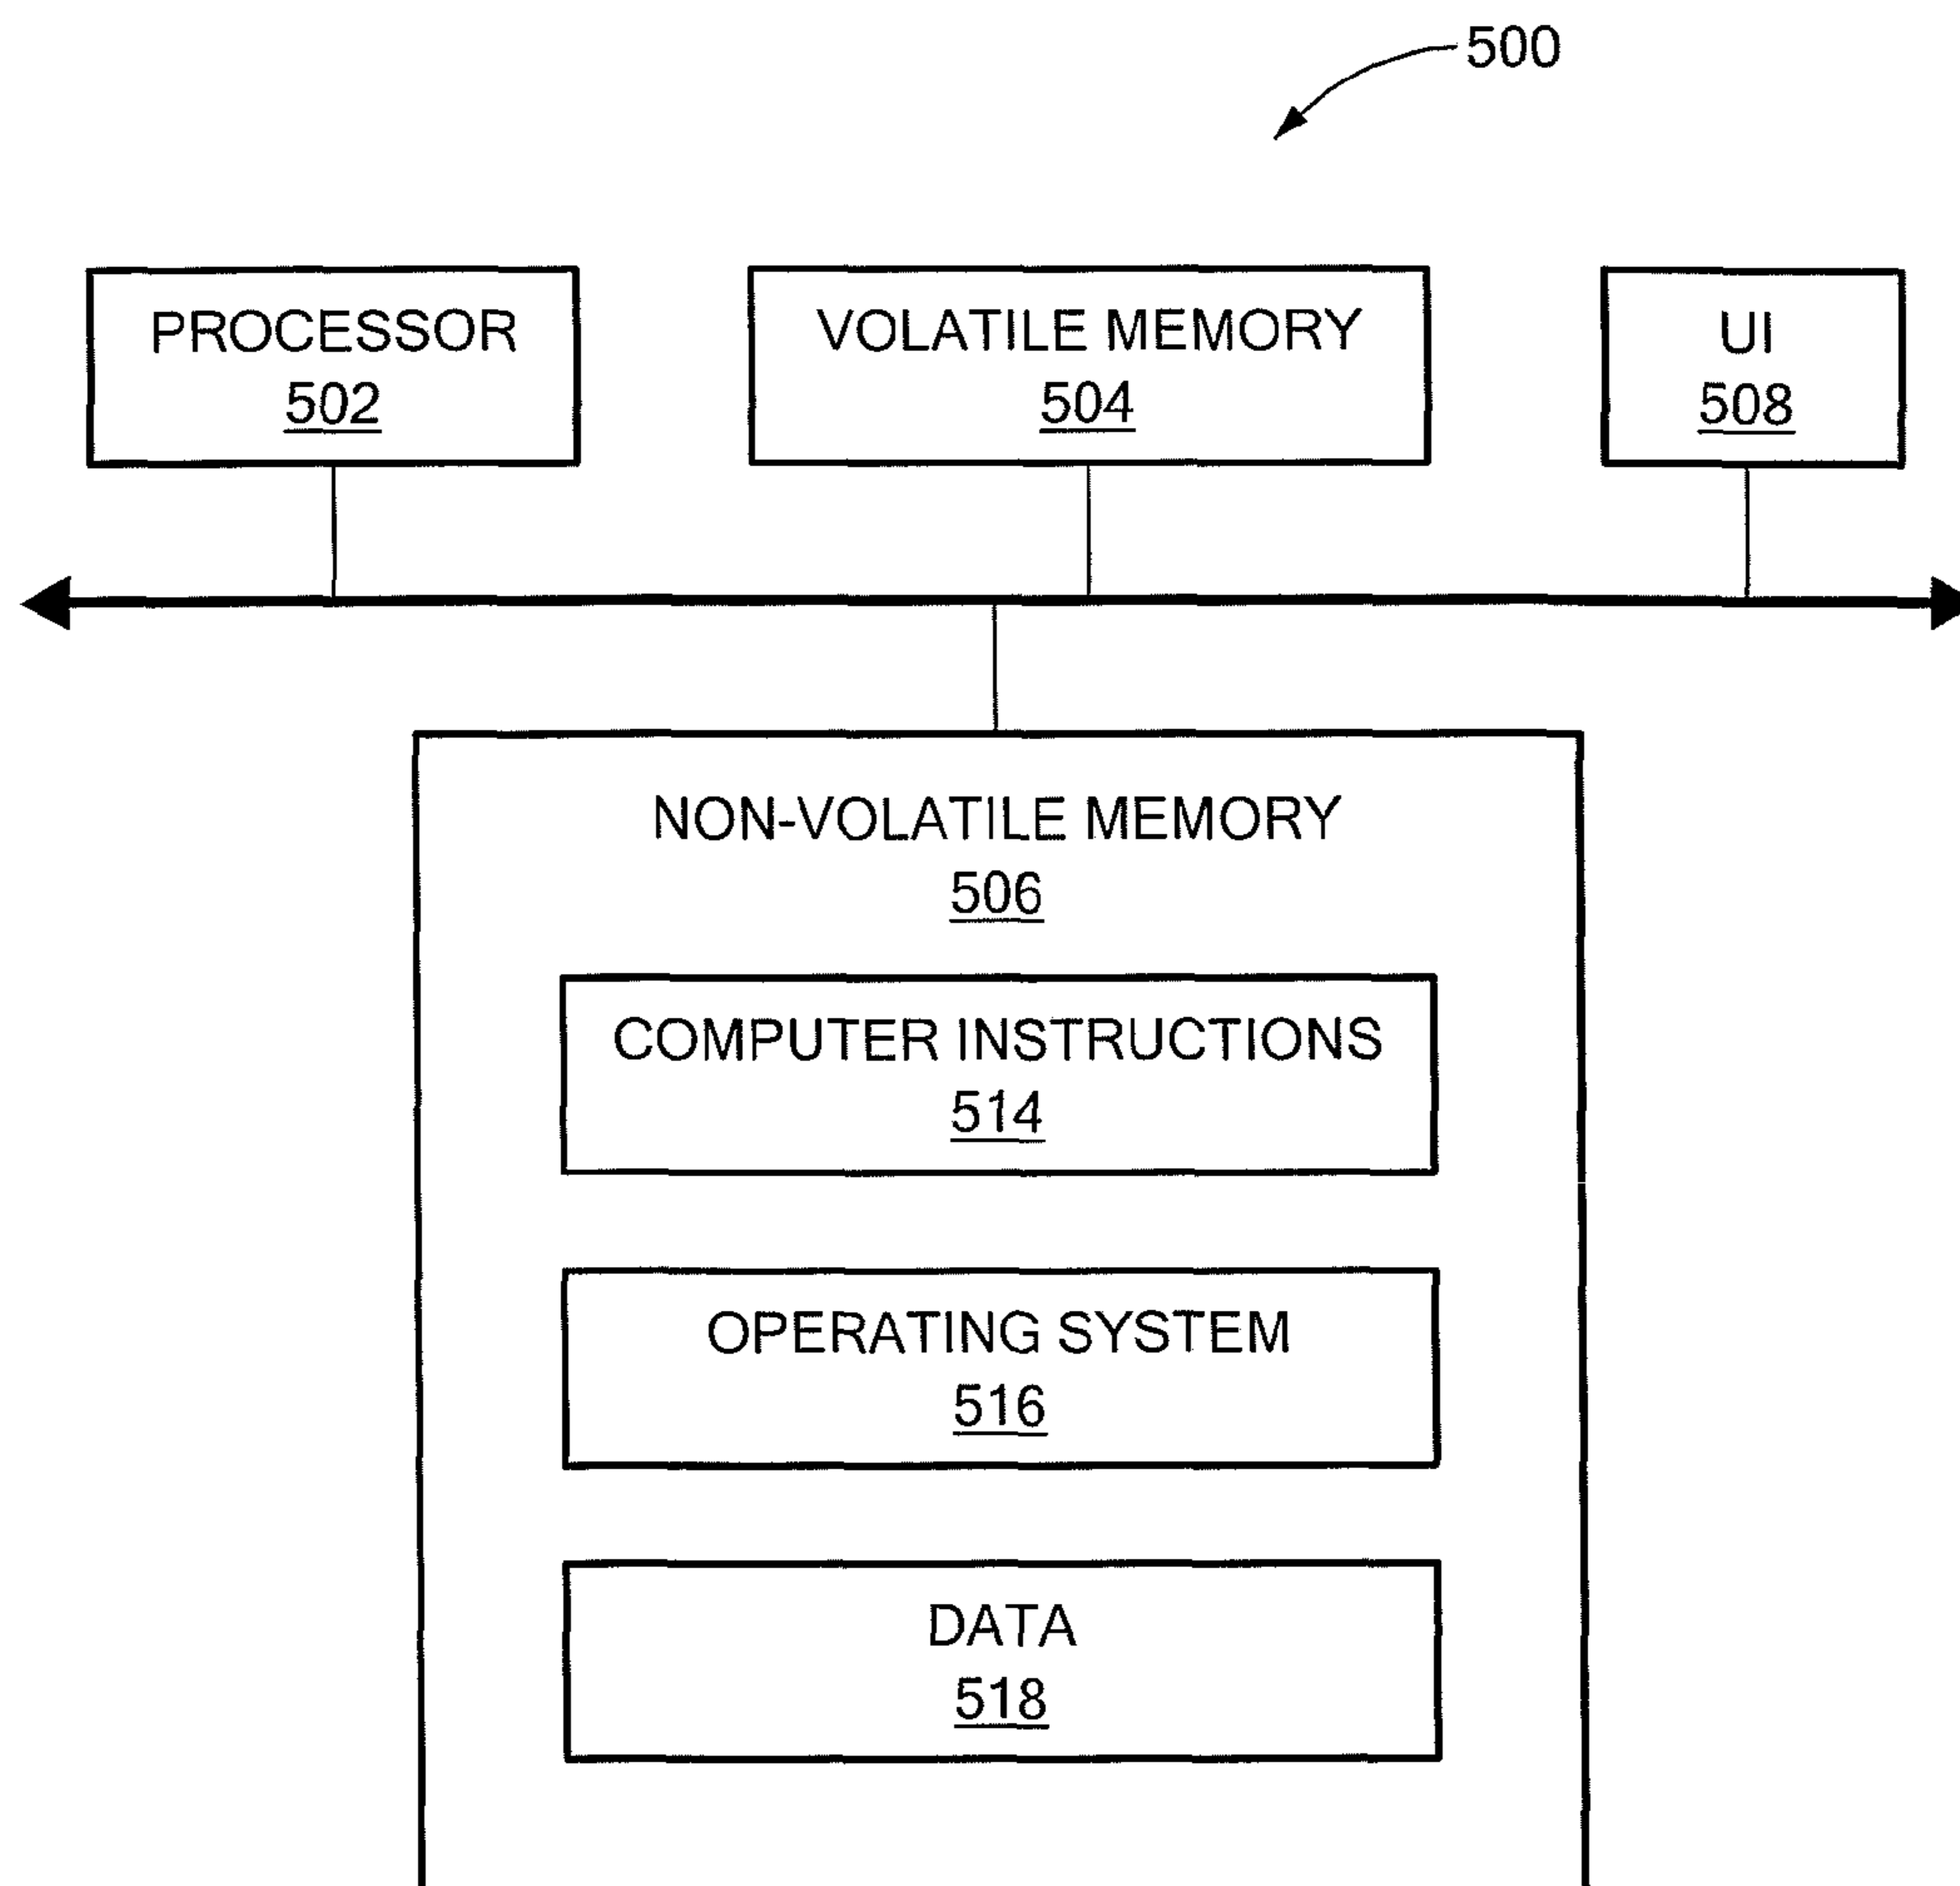 500
PROCESSOR
502
VOLATILE MEMORY
504
UI
508
NON-VOLATILE MEMORY
506
COMPUTER INSTRUCTIONS
514
OPERATING SYSTEM
516
DATA
518